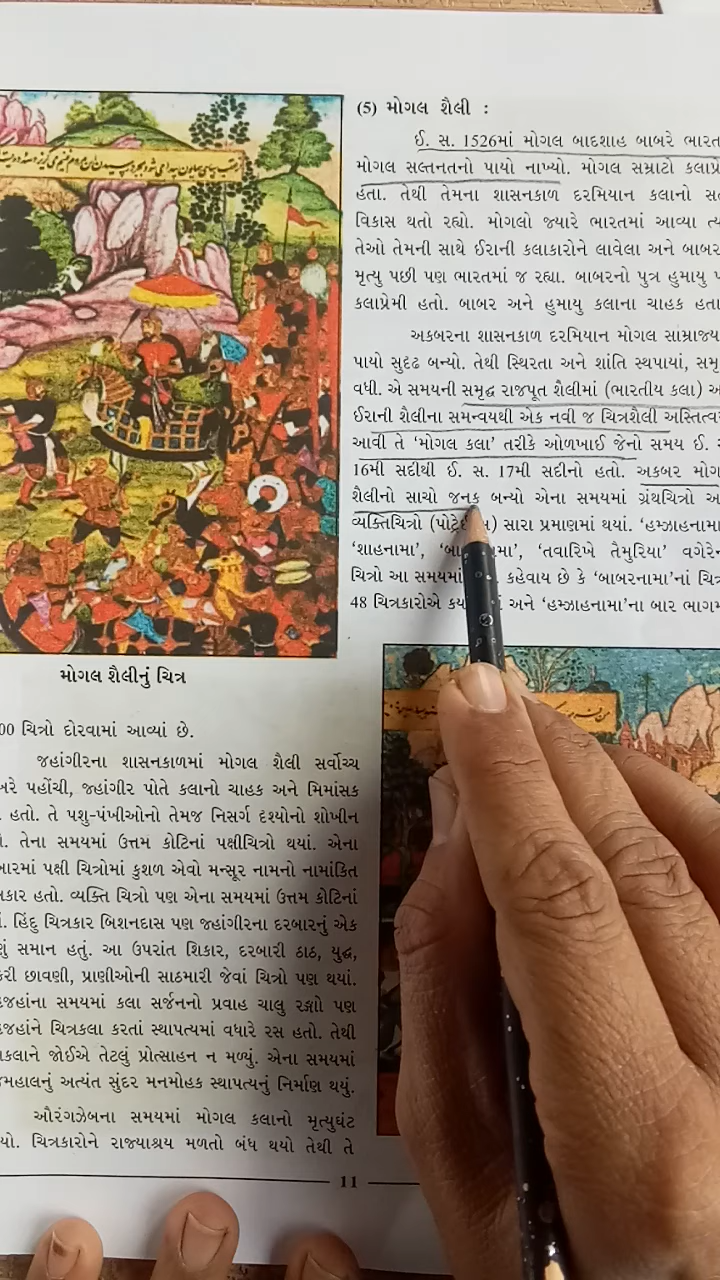 (5) મોગલ શૈલી :
ઈ. સ. 1526માં મોગલ બાદશાહ બાબરે
મોગલ સલ્તનતનો પાયો નાખ્યો. મોગલ સમ્રાટો
હતા. તેથી તેમના શાસનકાળ દરમિયાન કલાનો
વિકાસ થતો રહ્યો. મોગલો જ્યારે ભારતમાં આવ્યા
તેઓ તેમની સાથે ઈરાની કલાકારોને લાવેલા અને
મૃત્યુ પછી પણ ભારતમાં જ રહ્યા. બાબરનો પુત્ર હુમાયુ
કલાપ્રેમી હતો. બાબર અને હુમાયુ કલાના ચાહક હતા
અકબરના શાસનકાળ દરમિયાન મોગલ સામ્રાજ્ય
પાયો સુદૃઢ બન્યો. તેથી સ્થિરતા અને શાંતિ સ્થપાયાં,
વધી. એ સમયની સમૃદ્ધ રાજપૂત શૈલીમાં (ભારતીય કલા)
ઈરાની શૈલીના સમન્વયથી એક નવી જ ચિત્રશૈલી
આવી તે ‘મોગલ કલા’ તરીકે ઓળખાઈ જેનો સમય ઈ.
16મી સદીથી ઈ. સ. 17મી સદીનો હતો. અકબર
શૈલીનો સાચો જનક બન્યો એના સમયમાં ગ્રંથચિત્રો
વ્યક્તિચિત્રો સારા પ્રમાણમાં થયાં. ‘હમ્ઝાહનામા
‘શાહનામા’, ‘તવારિખે તૈમુરિયા’
ચિત્રો આ સમયમાં કહેવાય છે કે ‘બાબરનામા’નાં
48 ચિત્રકારોએ અને ‘હમ્ઝાહનામા’ના બાર
મોગલ શૈલીનું ચિત્ર
00 ચિત્રો દોરવામાં આવ્યાં છે.
જહાંગીરના શાસનકાળમાં મોગલ શૈલી સર્વોચ્ચ
પહોંચી, જહાંગીર પોતે કલાનો ચાહક અને મિમાંસક
હતો. તે પશુ-પંખીઓનો તેમજ નિસર્ગ દૃશ્યોનો શોખીન
તેના સમયમાં ઉત્તમ કોટિનાં પક્ષીચિત્રો થયાં. એના
પક્ષી ચિત્રોમાં કુશળ એવો મન્સૂર નામનો નામાંકિત
હતો. વ્યક્તિ ચિત્રો પણ એના સમયમાં ઉત્તમ કોટિનાં
હિંદુ ચિત્રકાર બિશનદાસ પણ જહાંગીરના દરબારનું એક
સમાન હતું. આ ઉપરાંત શિકાર, દરબારી ઠાઠ, યુદ્ધ,
છાવણી, પ્રાણીઓની સાઠમારી જેવાં ચિત્રો પણ થયાં.
સમયમાં કલા સર્જનનો પ્રવાહ ચાલુ રહ્યો પણ
ચિત્રકલા કરતાં સ્થાપત્યમાં વધારે રસ હતો. તેથી
જોઈએ તેટલું પ્રોત્સાહન ન મળ્યું. એના સમયમાં
અત્યંત સુંદર મનમોહક સ્થાપત્યનું નિર્માણ થયું.
ઔરંગઝેબના સમયમાં મોગલ કલાનો મૃત્યુઘંટ
ચિત્રકારોને રાજ્યાશ્રય મળતો બંધ થયો તેથી તે
11